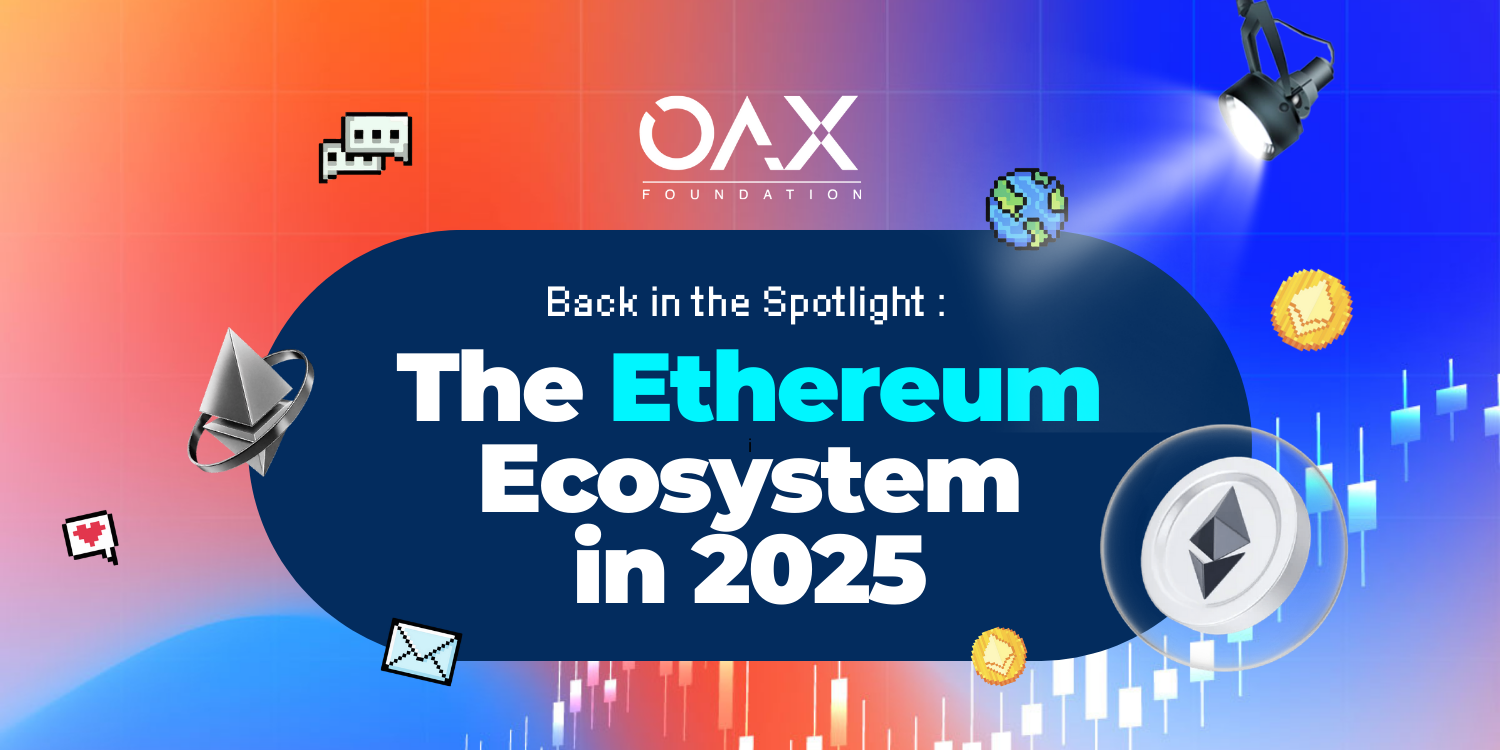 OAX
FOUNDATION
Back in the Spotlight :
The Ethereum
i
Ecosystem
in 2025